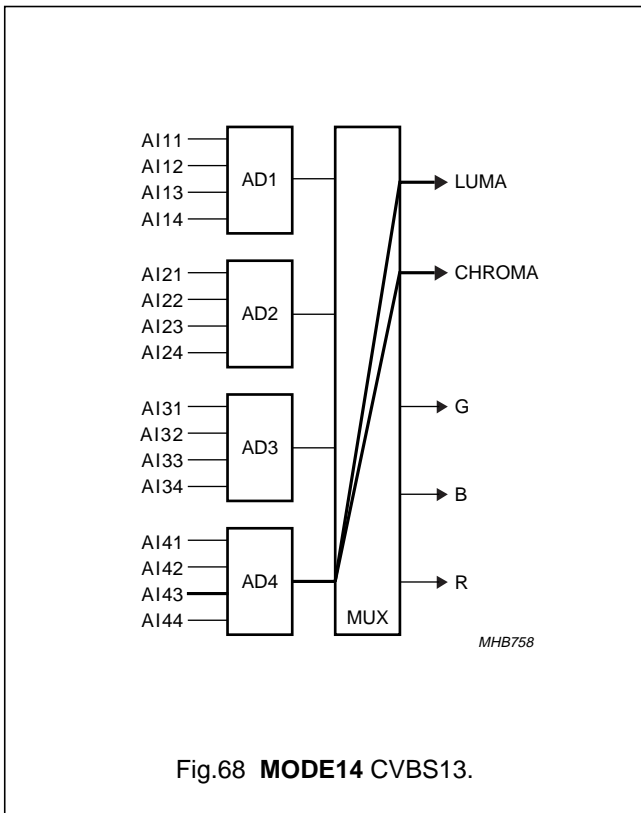 AI11
AI12
AI13
AI14
AD1
LUMA
AI21
AI22
AI23
AI24
AD2
CHROMA
AI31
AI32
AI33
AI34
AD3
G
B
AI41
AI42
AI43
AI44
AD4
R
MUX
MHB758
Fig.68 MODE14 CVBS13.